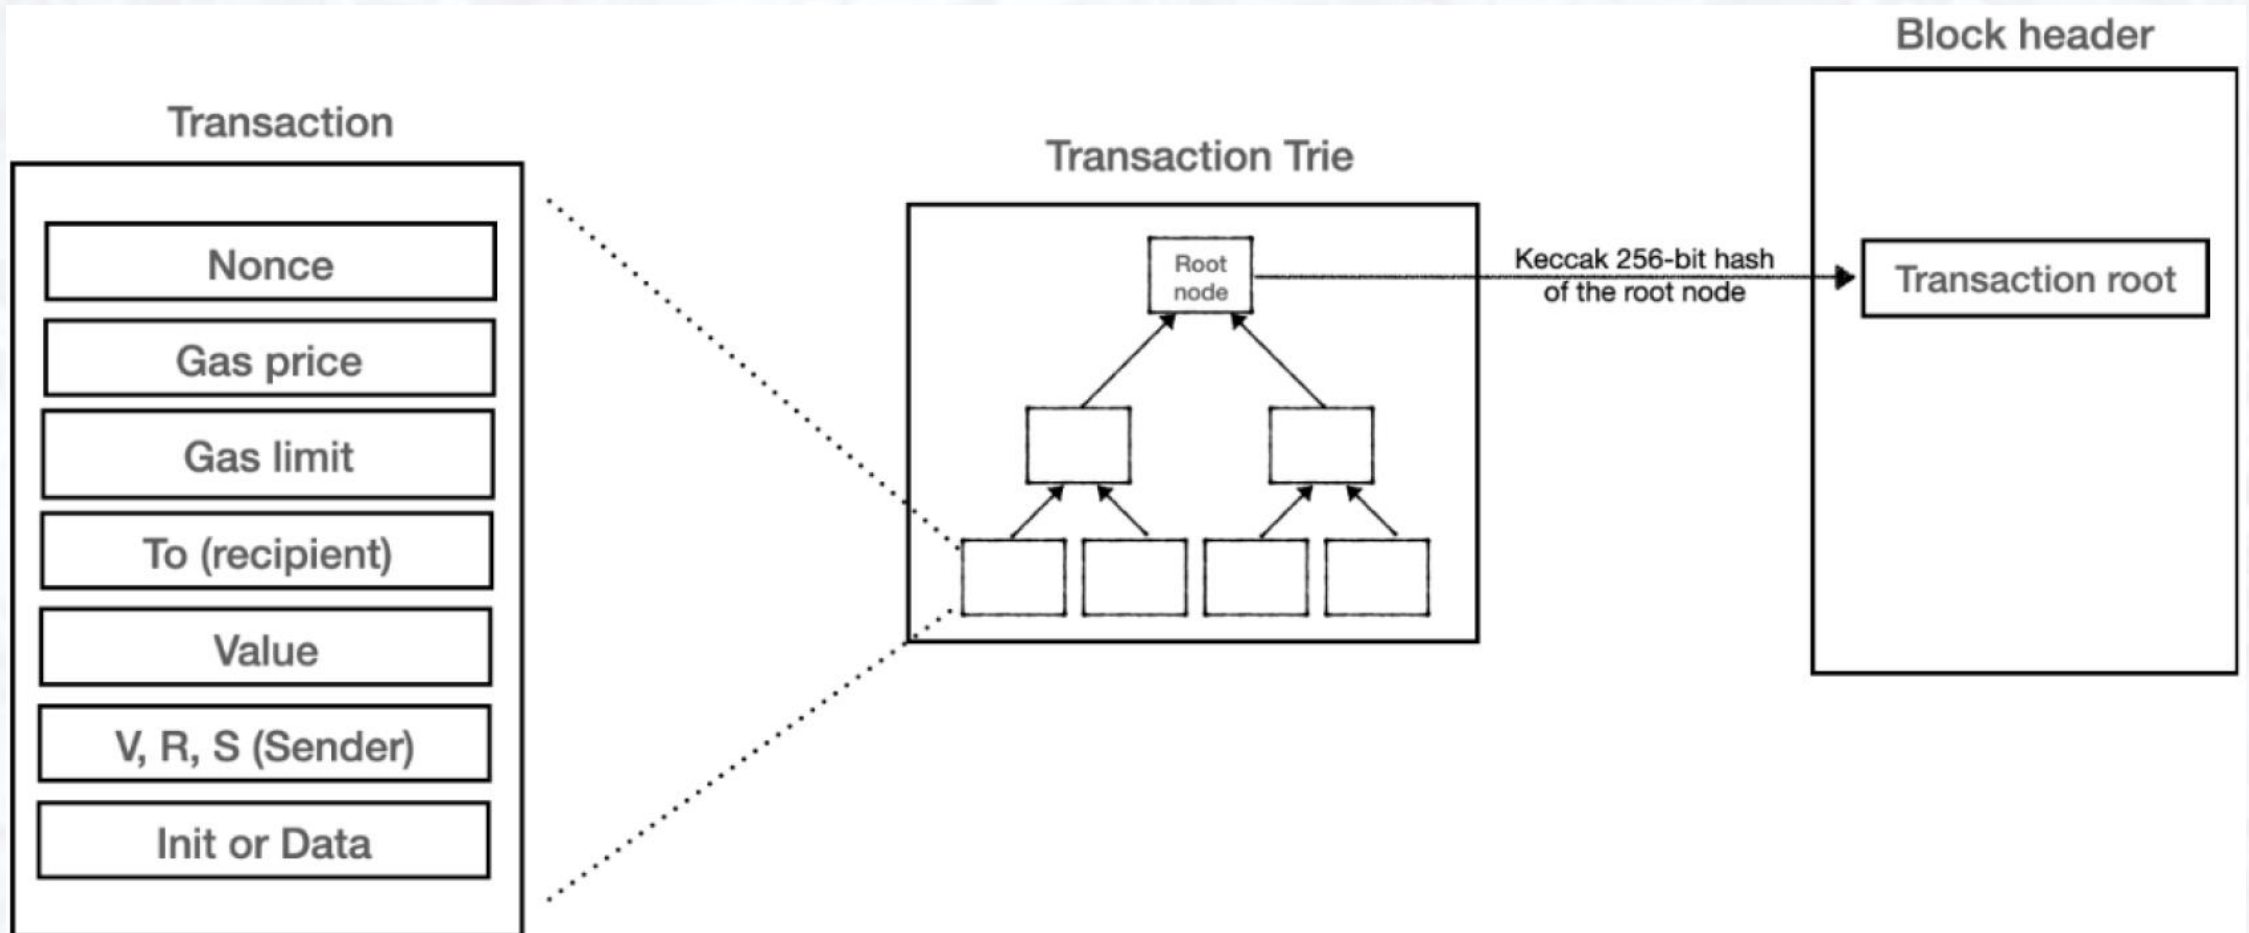 Transaction
Nonce
Gas price
Gas limit
To (recipient)
Value
V, R, S (Sender)
Init or Data
Transaction Trie
Root
node
Keccak 256-bit hash
of the root node
Block header
Transaction root